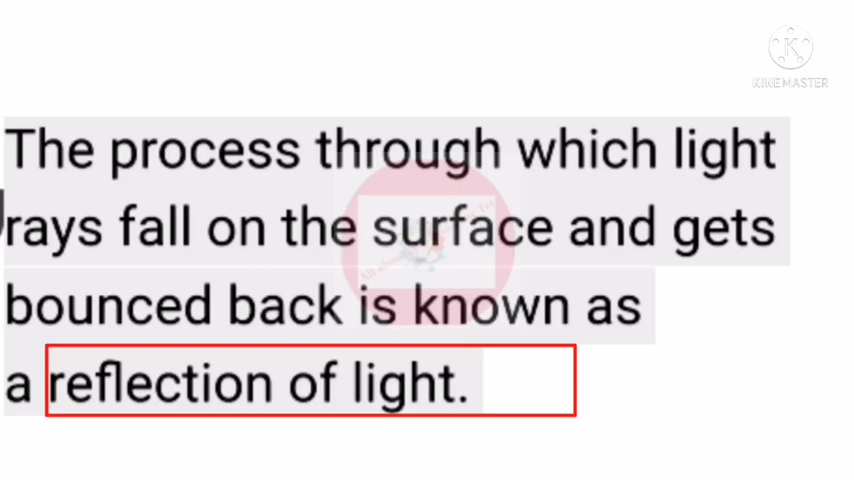 KINEMASTER
The process through which light
rays fall on the surface and gets
bounced back is known as
a reflection of light.